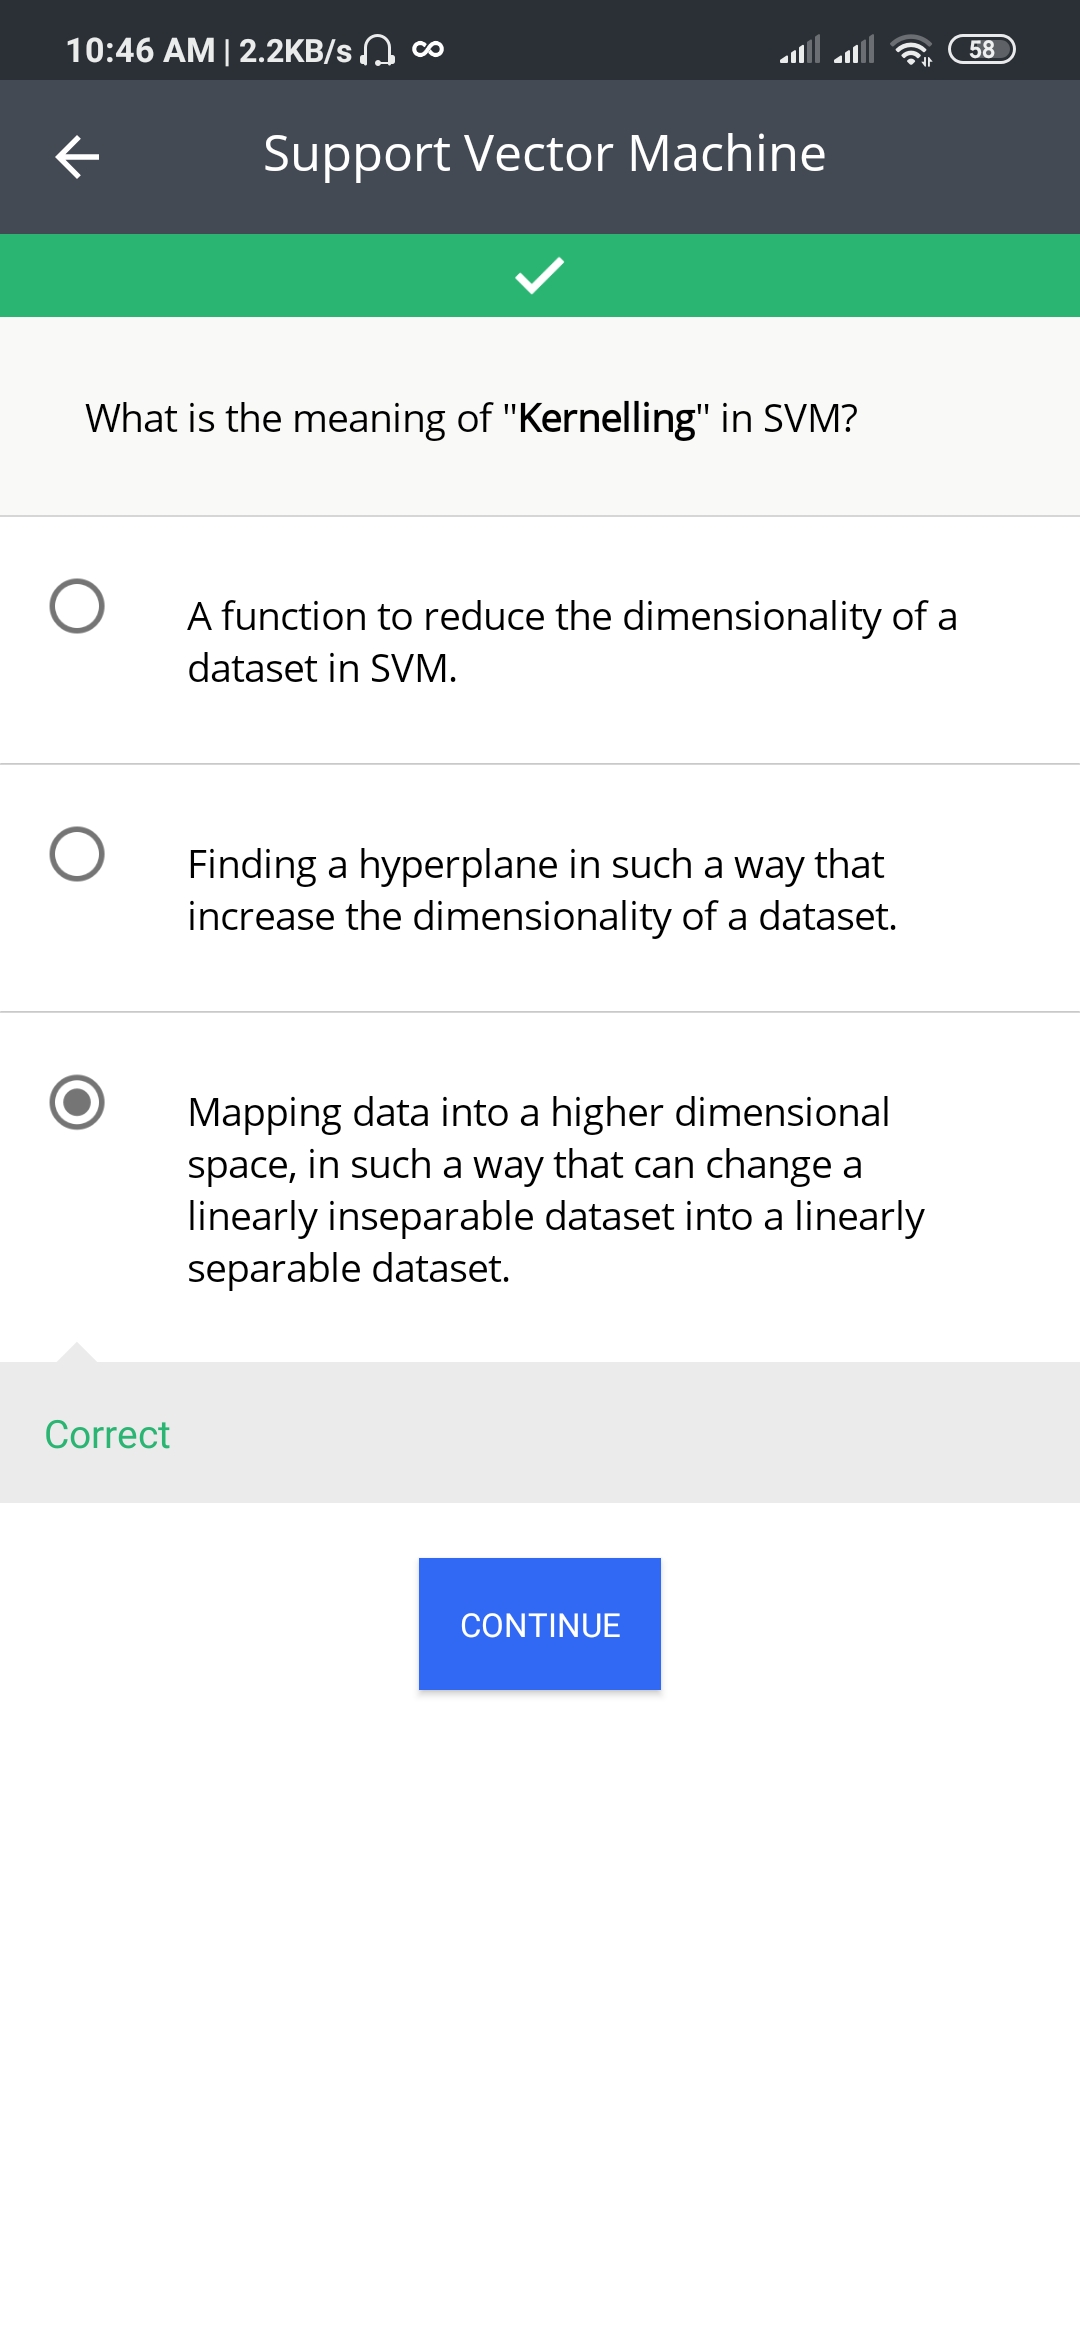 10:46 AM | 2.2KB/s
58
Support Vector Machine
What is the meaning of "Kernelling" in SVM?
A function to reduce the dimensionality of a
dataset in SVM.
Finding a hyperplane in such a way that
increase the dimensionality of a dataset.
Mapping data into a higher dimensional
space, in such a way that can change a
linearly inseparable dataset into a linearly
separable dataset.
Correct
CONTINUE